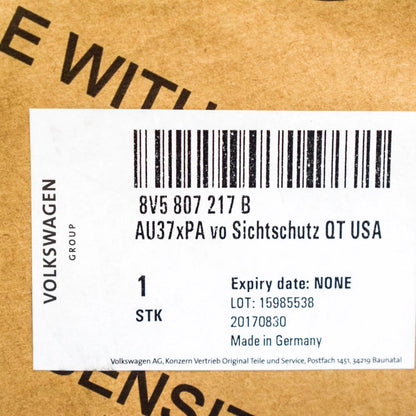 E WITH
VOLKSWAGEN
GROUP
8V5 807 217 B
AU37xPA vo Sichtschutz QT USA
1
STK
Expiry date: NONE
LOT: 15985538
20170830
Made in Germany
Volkswagen AG, Konzern Vertrieb Original Teile und Service, Postfach 1451, 34219 Baunatal